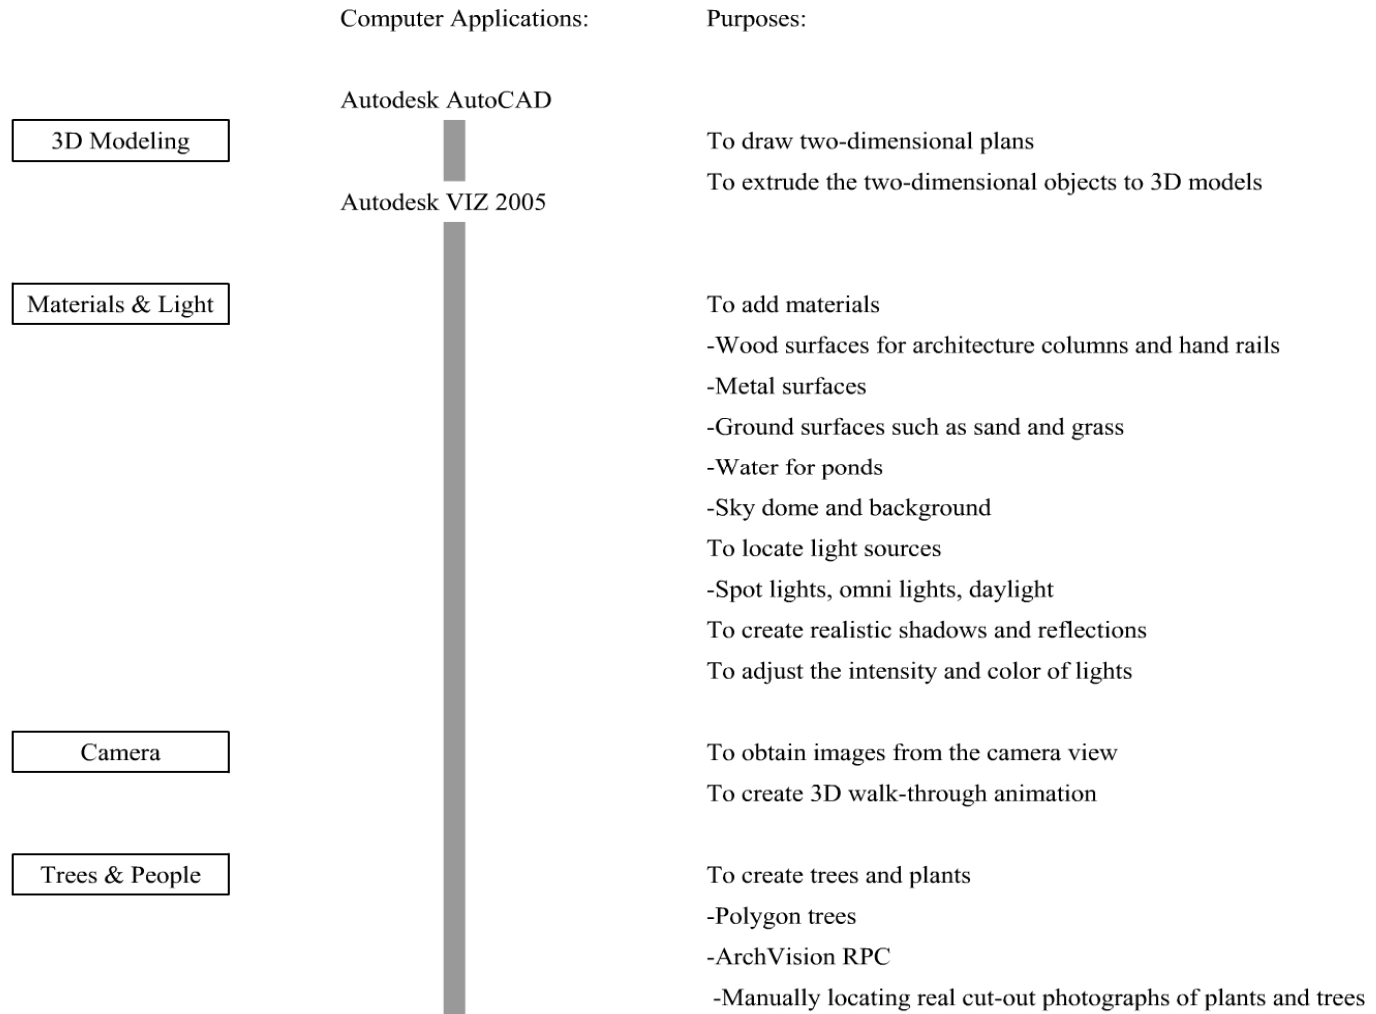 Computer Applications: Purposes:
Autodesk AutoCAD
3D Modeling To draw two-dimensional plans
To extrude the two-dimensional objects to 3D models
Autodesk VIZ 2005
Materials & Light To add materials
-Wood surfaces for architecture columns and hand rails
-Metal surfaces
-Ground surfaces such as sand and grass
-Water for ponds
-Sky dome and background
To locate light sources
-Spot lights, omni lights, daylight
To create realistic shadows and reflections
To adjust the intensity and color of lights
Camera To obtain images from the camera view
To create 3D walk-through animation
Trees & People To create trees and plants
-Polygon trees
-ArchVision RPC
-Manually locating real cut-out photographs of plants and trees